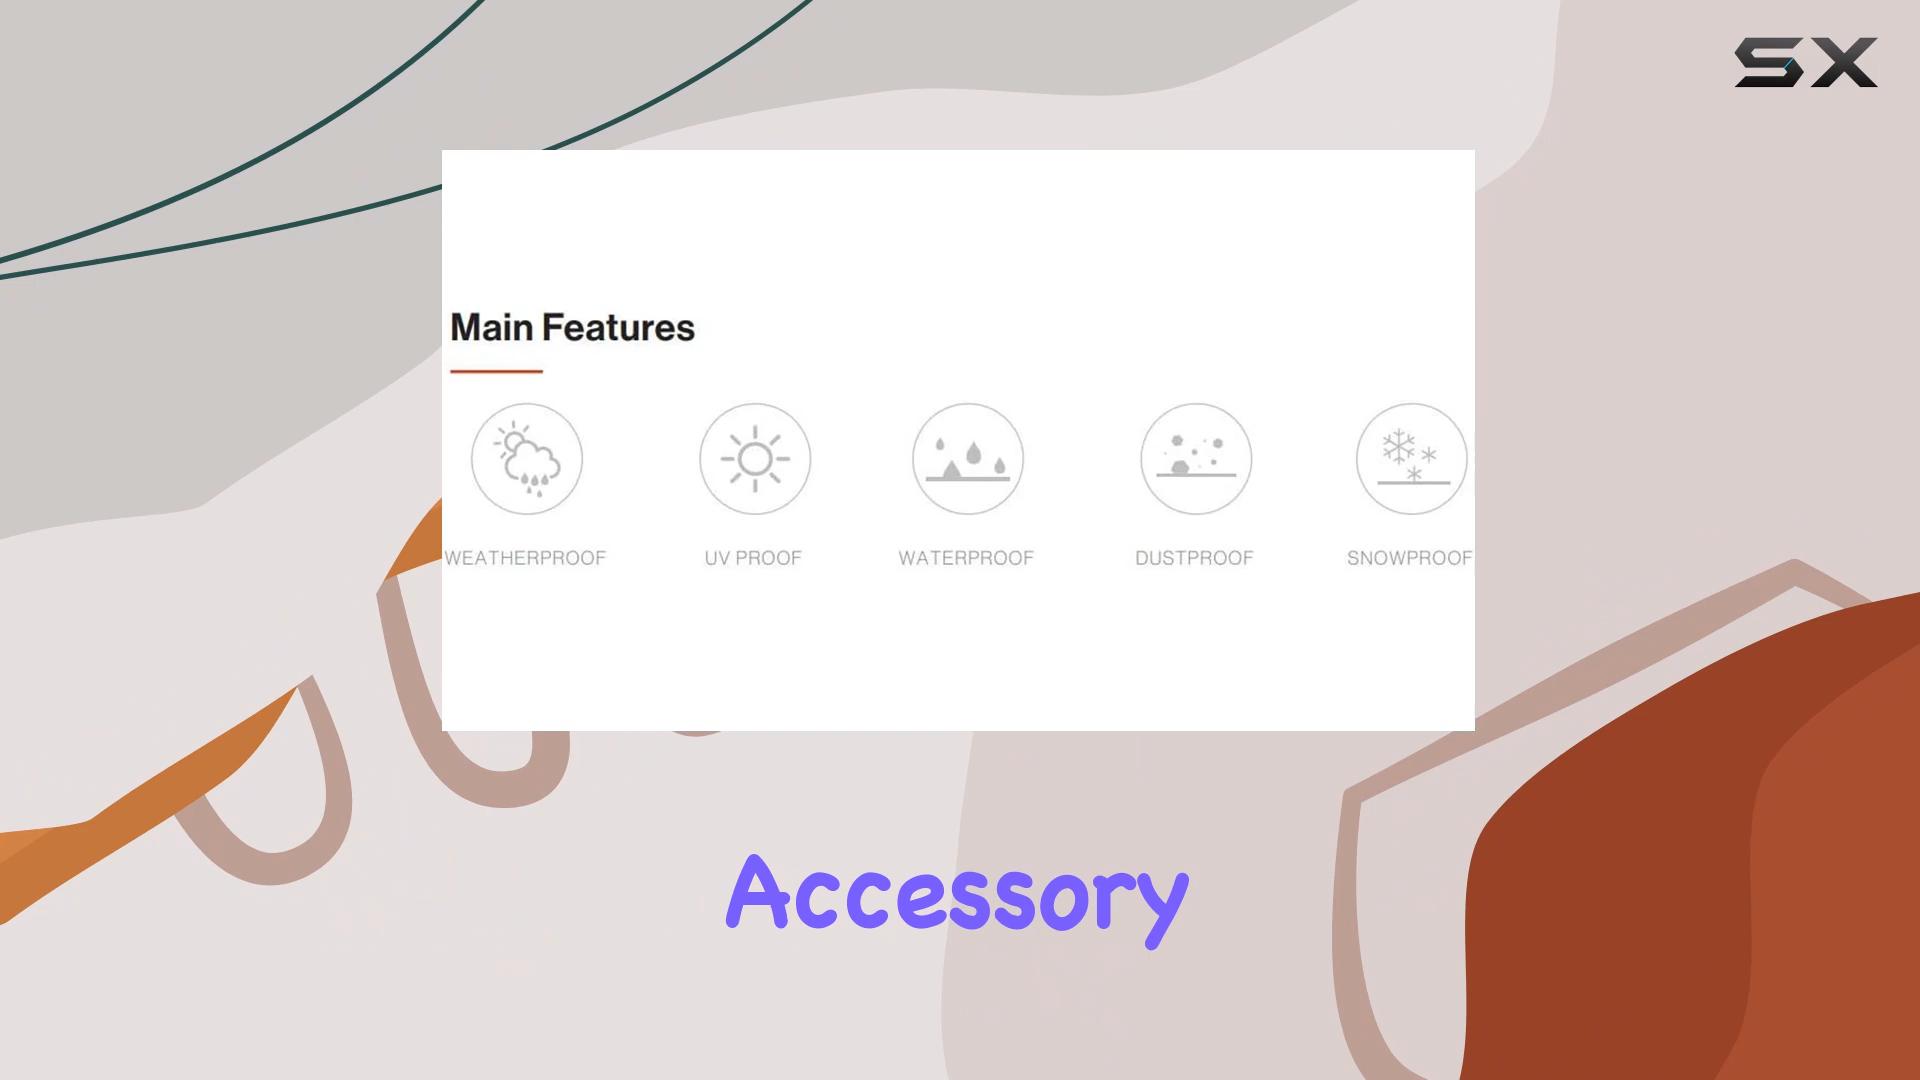 SX
Main Features
WEATHERPROOF UV PROOF WATERPROOF DUSTPROOF SNOWPROOF
Accessory